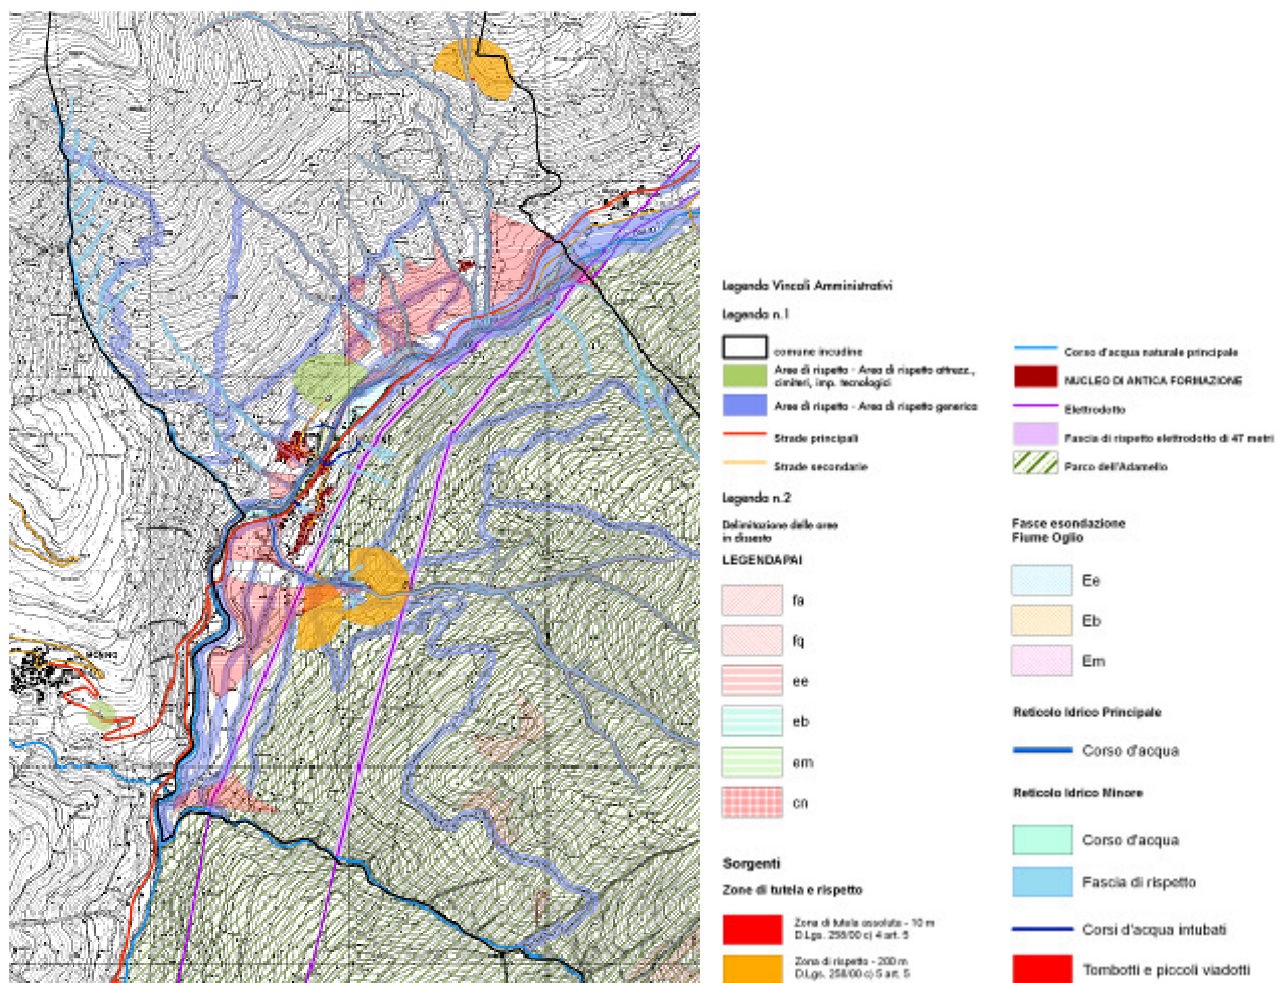 Legenda Vincoli Amministrativi
Legenda n.1
comune incudine
Aree di rispetto - Area di rispetto attrezz.,
cimiteri, imp. tecnologici
Aree di rispetto - Area di rispetto generica
Strade principali
Strade secondarie
Corso d'acqua naturale principale
NUCLEO DI ANTICA FORMAZIONE
Elettrodotto
Fascia di rispetto elettrodotto di 47 metri
Parco dell'Adamello
Legenda n.2
Delimitazione delle aree
in dissesto
LEGENDAPAI
fa
fq
ee
eb
em
cn
Sorgenti
Zone di tutela e rispetto
Zona di tutela assoluta - 10 m
D.Lgs. 258/00 c) 4 art. 5
Zona di rispetto - 200 m
D.Lgs. 258/00 c) 5 art. 5
Fasce esondazione
Fiume Oglio
Ee
Eb
Em
Reticolo Idrico Principale
Corso d'acqua
Reticolo Idrico Minore
Corso d'acqua
Fascia di rispetto
Corsi d'acqua intubati
Tombotti e piccoli viadotti